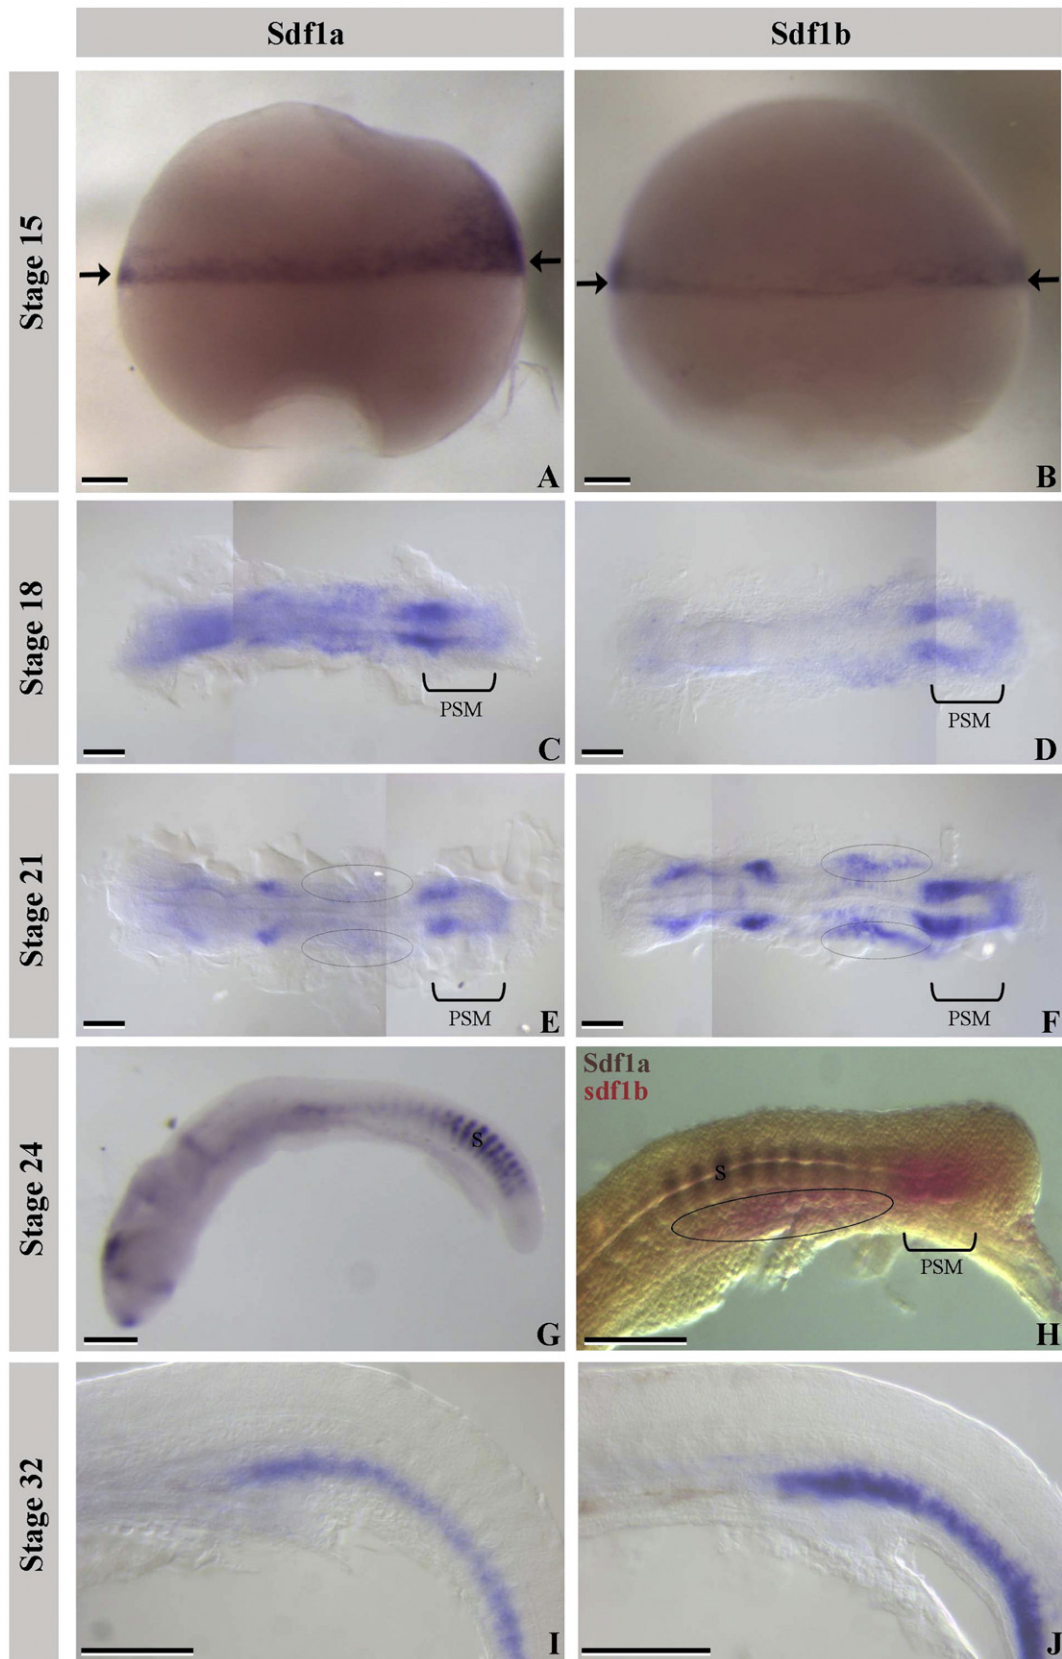 Sdf1a Sdf1b
Stage 15
A
B
Stage 18
PSM
C
PSM
D
Stage 21
PSM
E
PSM
F
Stage 24
S
G
Sdf1a
sdf1b
S
PSM
H
Stage 32
I
J